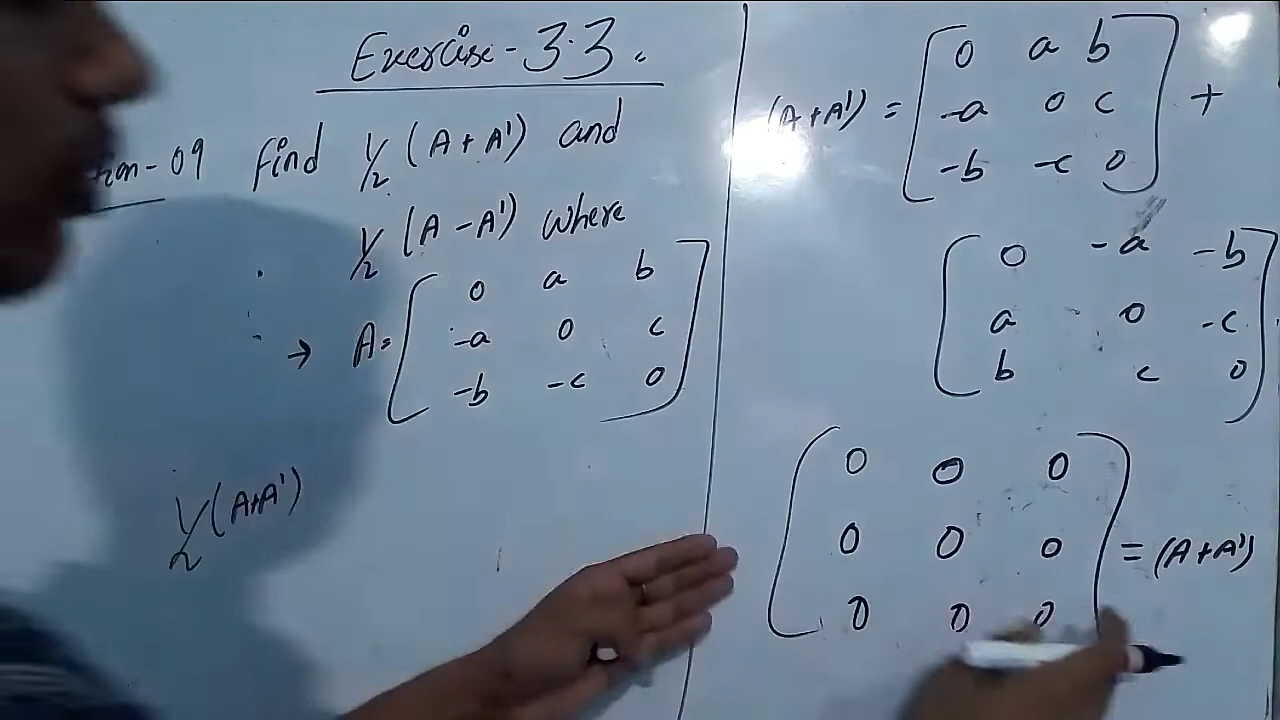 Exercise - 3.3.
- 09 Find 1/2 (A + A') and
1/2 (A - A') where
→ A = [ 0 a b
-a 0 c
-b -c 0 ]
1/2 (A+A')
(A+A') = [ 0 a b
-a 0 c
-b -c 0 ] +
[ 0 -a -b
a 0 -c
b c 0 ]
[ 0 0 0
0 0 0
0 0 0 ] = (A+A')